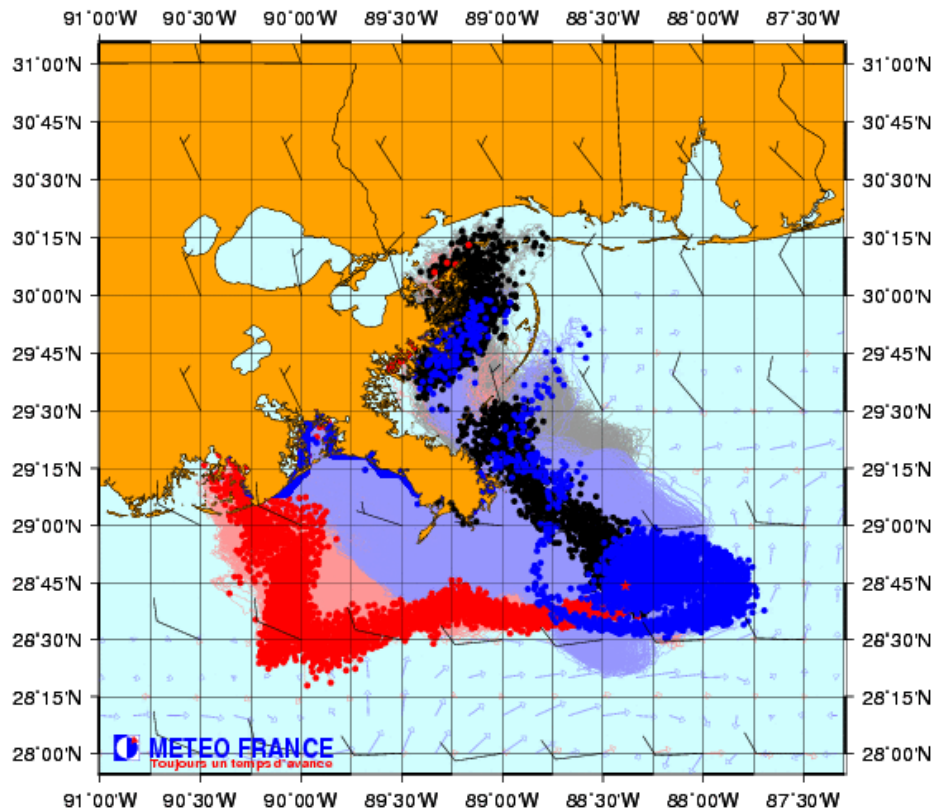 91°00'W 90°30'W 90°00'W 89°30'W 89°00'W 88°30'W 88°00'W 87°30'W
31°00'N 31°00'N
30°45'N 30°45'N
30°30'N 30°30'N
30°15'N 30°15'N
30°00'N 30°00'N
29°45'N 29°45'N
29°30'N 29°30'N
29°15'N 29°15'N
29°00'N 29°00'N
28°45'N 28°45'N
28°30'N 28°30'N
28°15'N 28°15'N
28°00'N 28°00'N
METEO FRANCE
Toujours un temps d'avance
91°00'W 90°30'W 90°00'W 89°30'W 89°00'W 88°30'W 88°00'W 87°30'W